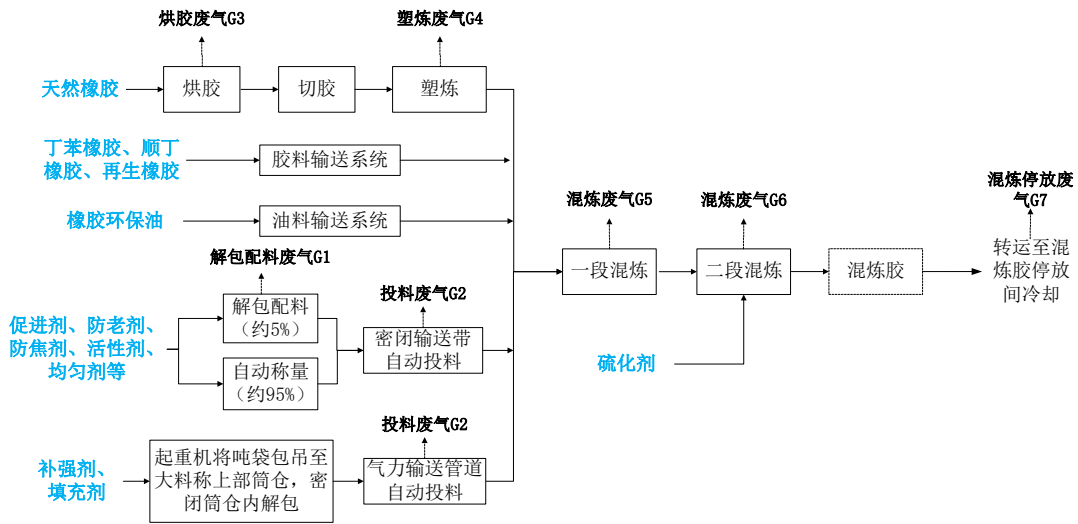 烘胶废气G3
塑炼废气G4
天然橡胶
烘胶
切胶
塑炼
丁苯橡胶、顺丁
橡胶、再生橡胶
胶料输送系统
橡胶环保油
油料输送系统
混炼废气G5
混炼废气G6
混炼停放废
气G7
一段混炼
二段混炼
混炼胶
转运至混
炼胶停放
间冷却
解包配料废气G1
投料废气G2
促进剂、防老剂、
防焦剂、活性剂、
均匀剂等
解包配料
（约5%）
自动称量
（约95%）
密闭输送带
自动投料
硫化剂
投料废气G2
补强剂、
填充剂
起重机将吨袋包吊至
大料称上部筒仓，密
闭筒仓内解包
气力输送管道
自动投料